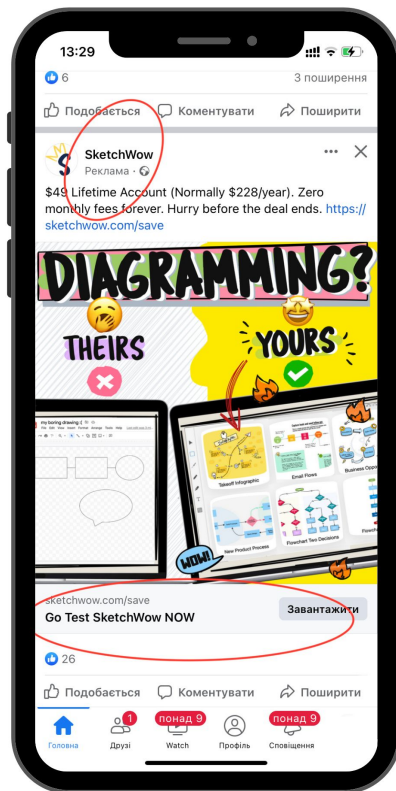 13:29
6
3 поширення
Подобається Коментувати Поширити
SketchWow
Реклама ·
$49 Lifetime Account (Normally $228/year). Zero
monthly fees forever. Hurry before the deal ends. https://
sketchwow.com/save
DIAGRAMMING?
THEIRS
YOURS
my boring drawing :(
Takeoff Infographic
Email Flows
New Product Process
Flowchart Two Decisions
WOW!
sketchwow.com/save
Go Test SketchWow NOW
Завантажити
26
Подобається Коментувати Поширити
1
понад 9
понад 9
Головна Друзі Watch Профіль Сповіщення